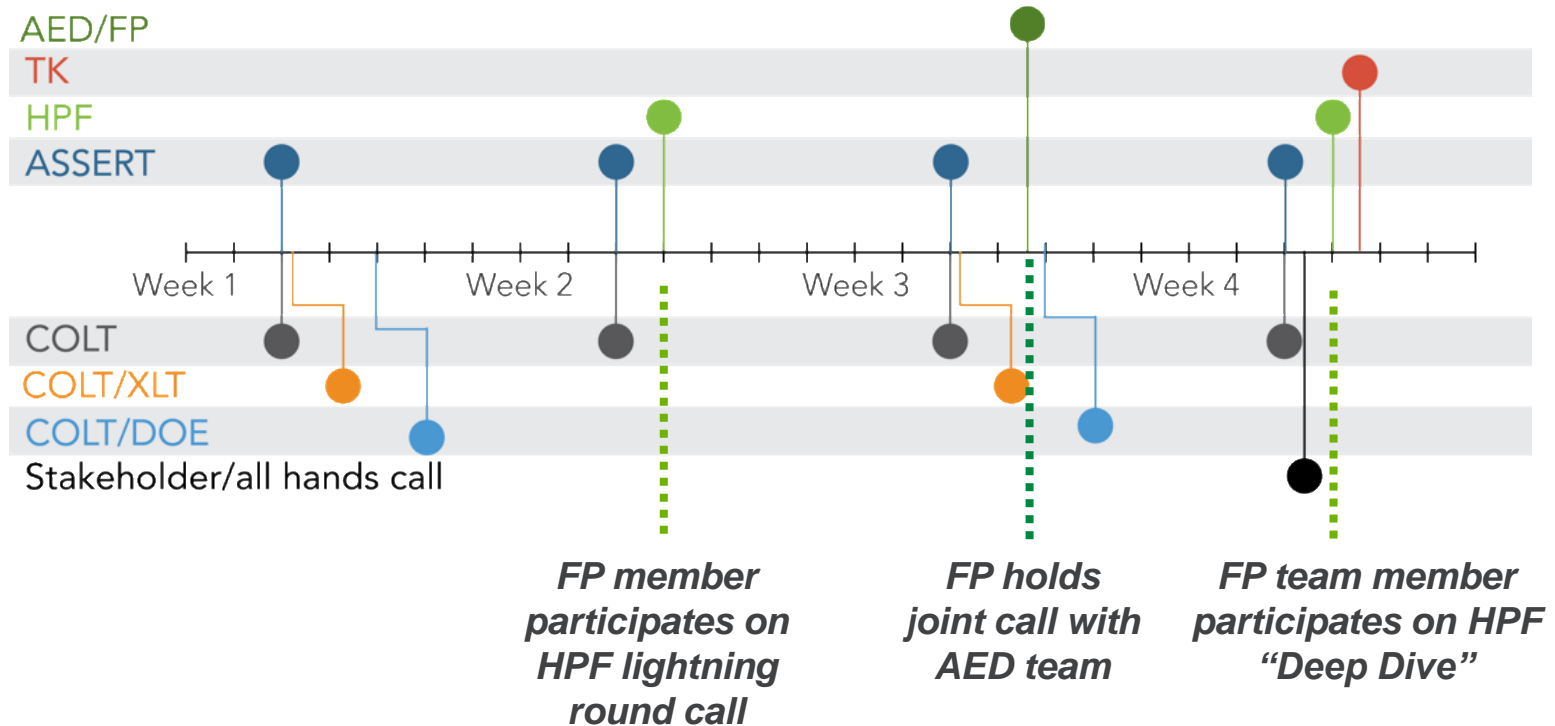 AED/FP
TK
HPF
ASSERT
Week 1
Week 2
Week 3
Week 4
COLT
COLT/XLT
COLT/DOE
Stakeholder/all hands call
FP member
participates on
HPF lightning
round call
FP holds
joint call with
AED team
FP team member
participates on HPF
“Deep Dive”